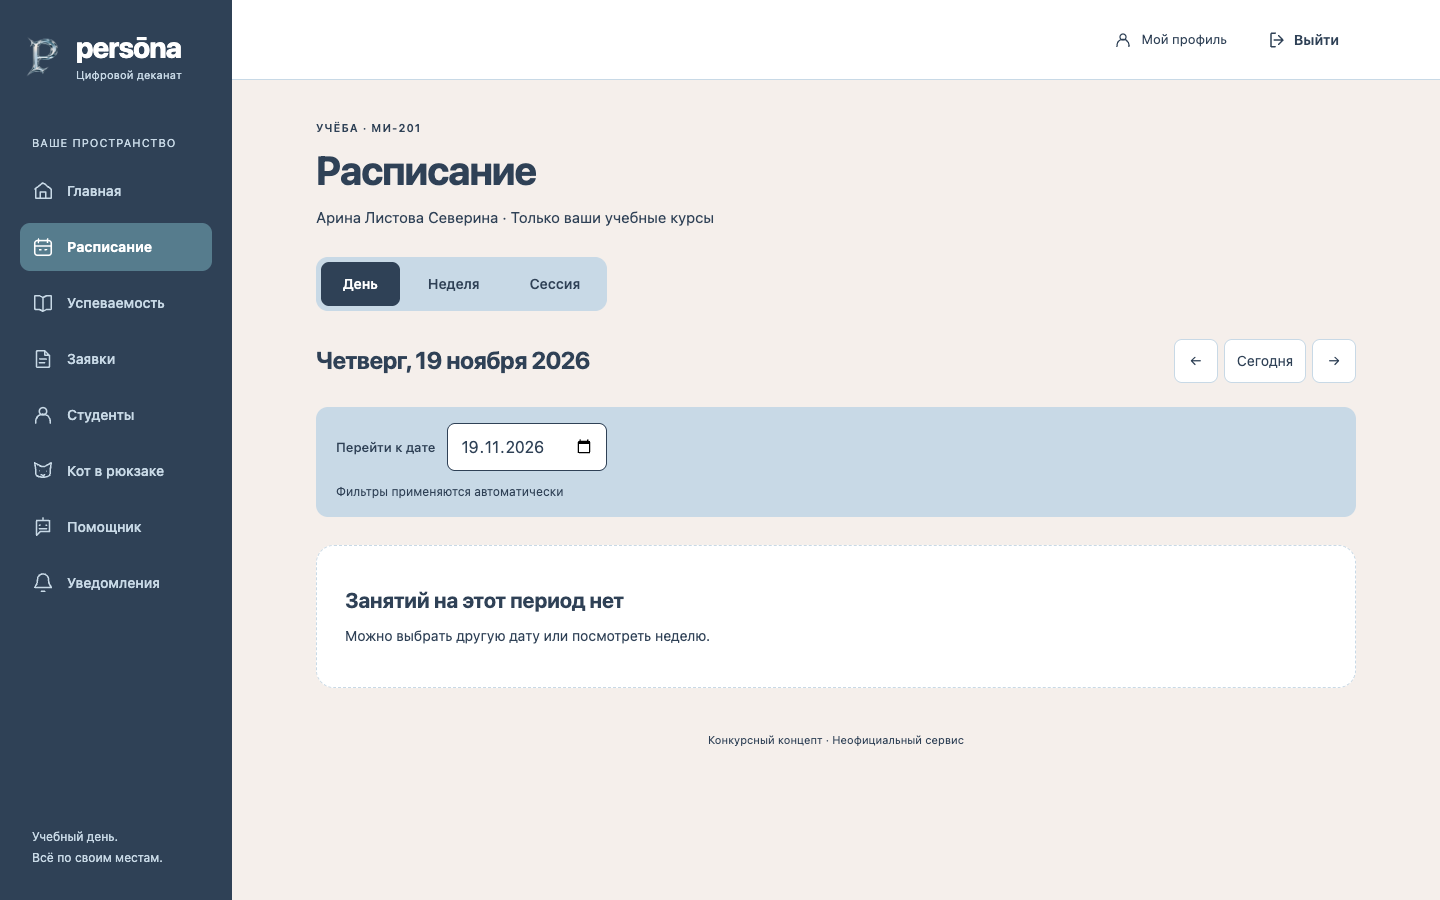 persōna
Цифровой деканат
ВАШЕ ПРОСТРАНСТВО
Главная
Расписание
Успеваемость
Заявки
Студенты
Кот в рюкзаке
Помощник
Уведомления
Учебный день.
Всё по своим местам.
Мой профиль
Выйти
УЧЁБА · МИ-201
Расписание
Арина Листова Северина · Только ваши учебные курсы
День Неделя Сессия
Четверг, 19 ноября 2026
← Сегодня →
Перейти к дате 19.11.2026
Фильтры применяются автоматически
Занятий на этот период нет
Можно выбрать другую дату или посмотреть неделю.
Конкурсный концепт · Неофициальный сервис